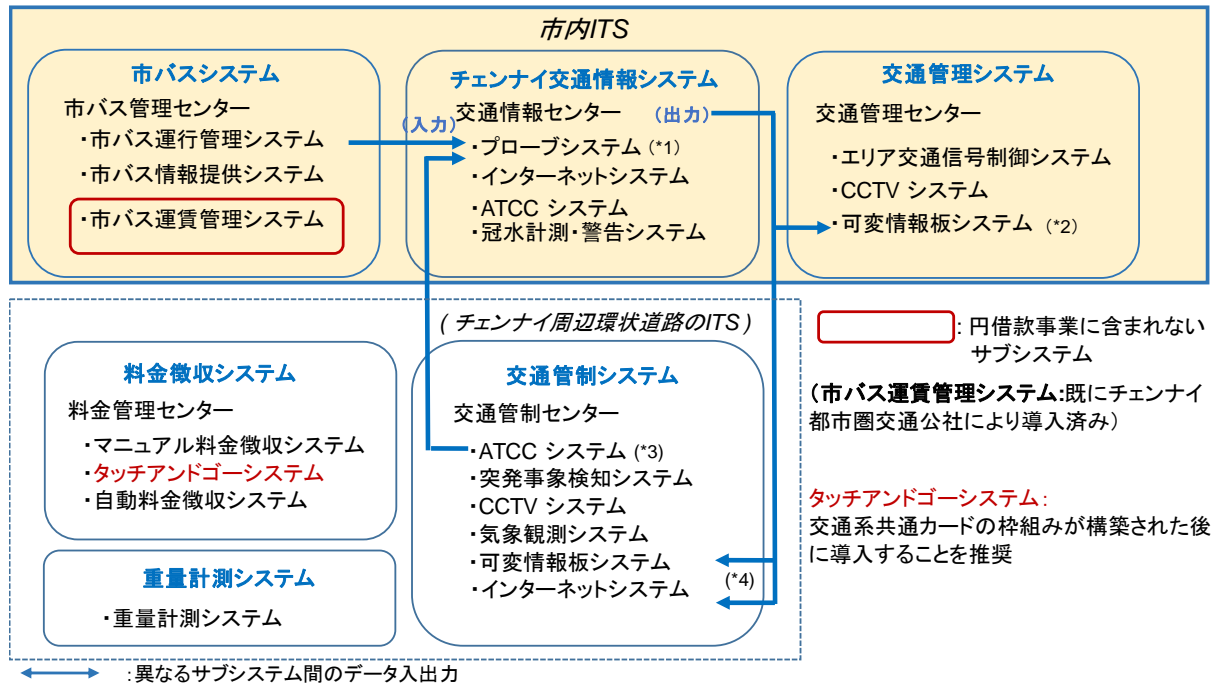 市内ITS
市バスシステム
市バス管理センター
・市バス運行管理システム
・市バス情報提供システム
・市バス運賃管理システム
(入力)
チェンナイ交通情報システム
交通情報センター (出力)
・プローブシステム (*1)
・インターネットシステム
・ATCC システム
・冠水計測・警告システム
交通管理システム
交通管理センター
・エリア交通信号制御システム
・CCTV システム
・可変情報板システム (*2)
( チェンナイ周辺環状道路のITS )
料金徴収システム
料金管理センター
・マニュアル料金徴収システム
・タッチアンドゴーシステム
・自動料金徴収システム
重量計測システム
・重量計測システム
交通管制システム
交通管制センター
・ATCC システム (*3)
・突発事象検知システム
・CCTV システム
・気象観測システム
・可変情報板システム
・インターネットシステム
(*4)
: 円借款事業に含まれない
サブシステム
(市バス運賃管理システム:既にチェンナイ
都市圏交通公社により導入済み)
タッチアンドゴーシステム:
交通系共通カードの枠組みが構築された後
に導入することを推奨
:異なるサブシステム間のデータ入出力